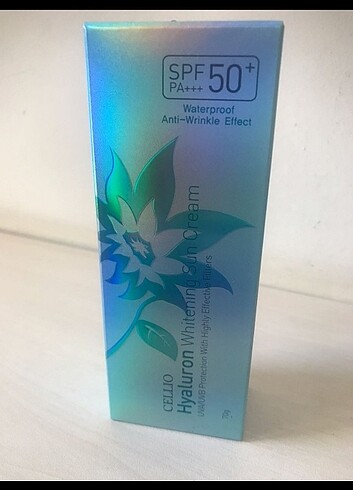 SPF 50+
PA+++
Waterproof
Anti-Wrinkle Effect
CELLIO
Hyaluron Whitening Sun Cream
UVA/UVB Protection With Highly Effective Filters
70g